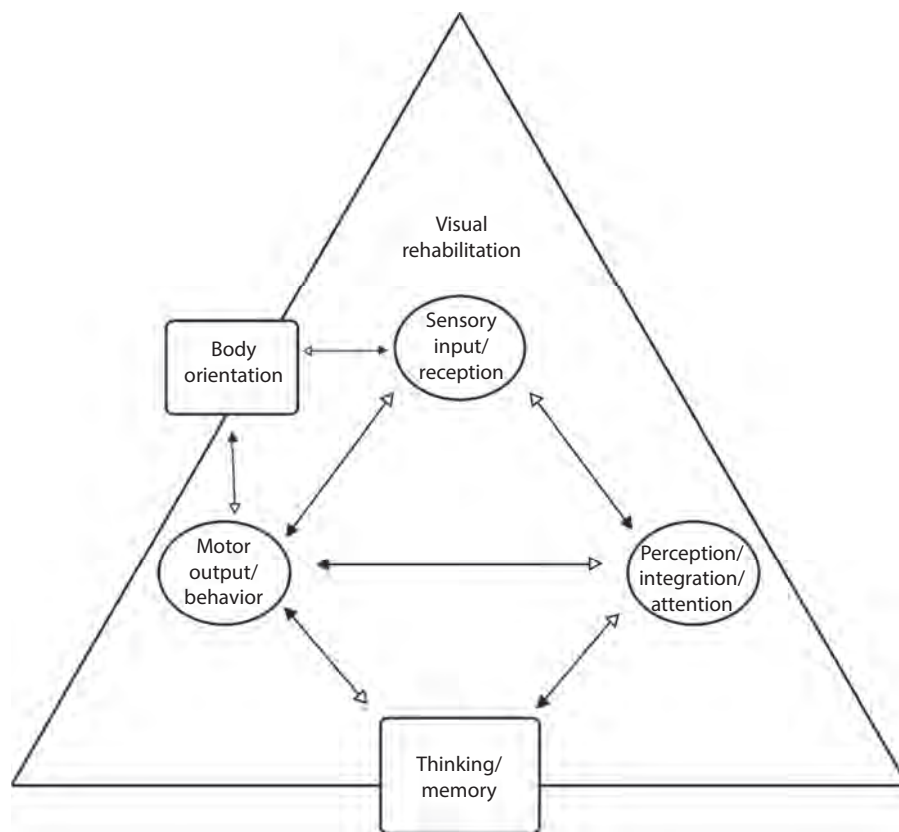 Visual
rehabilitation
Sensory
input/
reception
Body
orientation
Motor
output/
behavior
Perception/
integration/
attention
Thinking/
memory